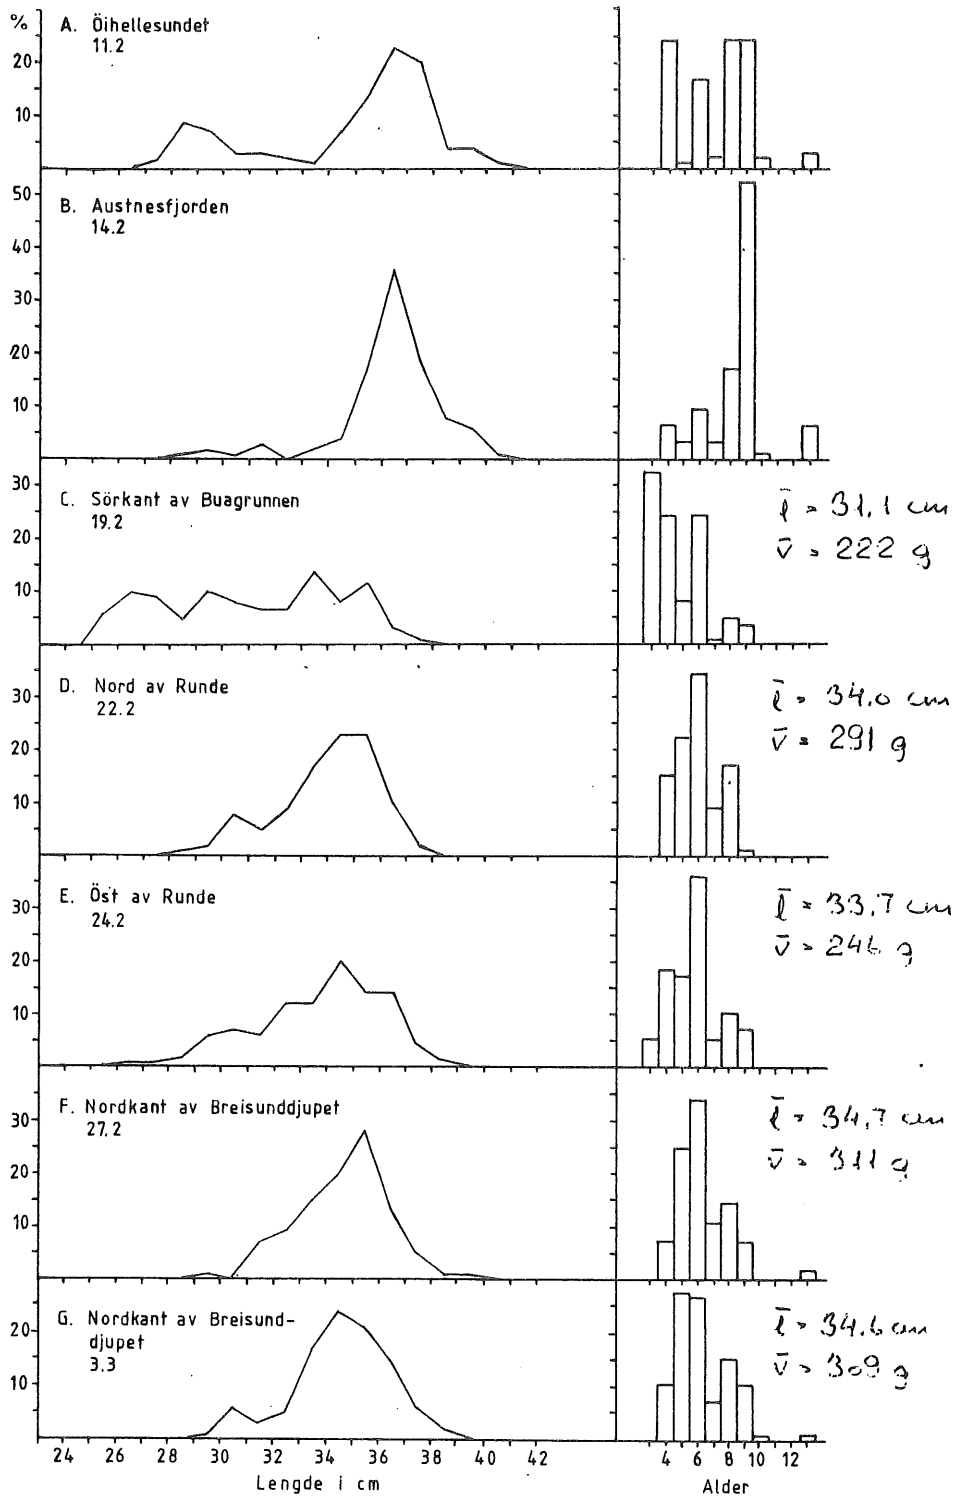 %
A. Öihellesundet
11.2
20
10
B. Austnesfjorden
14.2
50
40
30
20
10
C. Sörkant av Buagrunnen
19.2
30
20
10
l̄ = 31,1 cm
v̄ = 222 g
D. Nord av Runde
22.2
30
20
10
l̄ = 34,0 cm
v̄ = 291 g
E. Öst av Runde
24.2
30
20
10
l̄ = 33,7 cm
v̄ = 246 g
F. Nordkant av Breisunddjupet
27.2
30
20
10
l̄ = 34,7 cm
v̄ = 311 g
G. Nordkant av Breisund-
djupet
3.3
20
10
l̄ = 34.6 cm
v̄ = 309 g
24 26 28 30 32 34 36 38 40 42
4 6 8 10 12
Lengde i cm
Alder